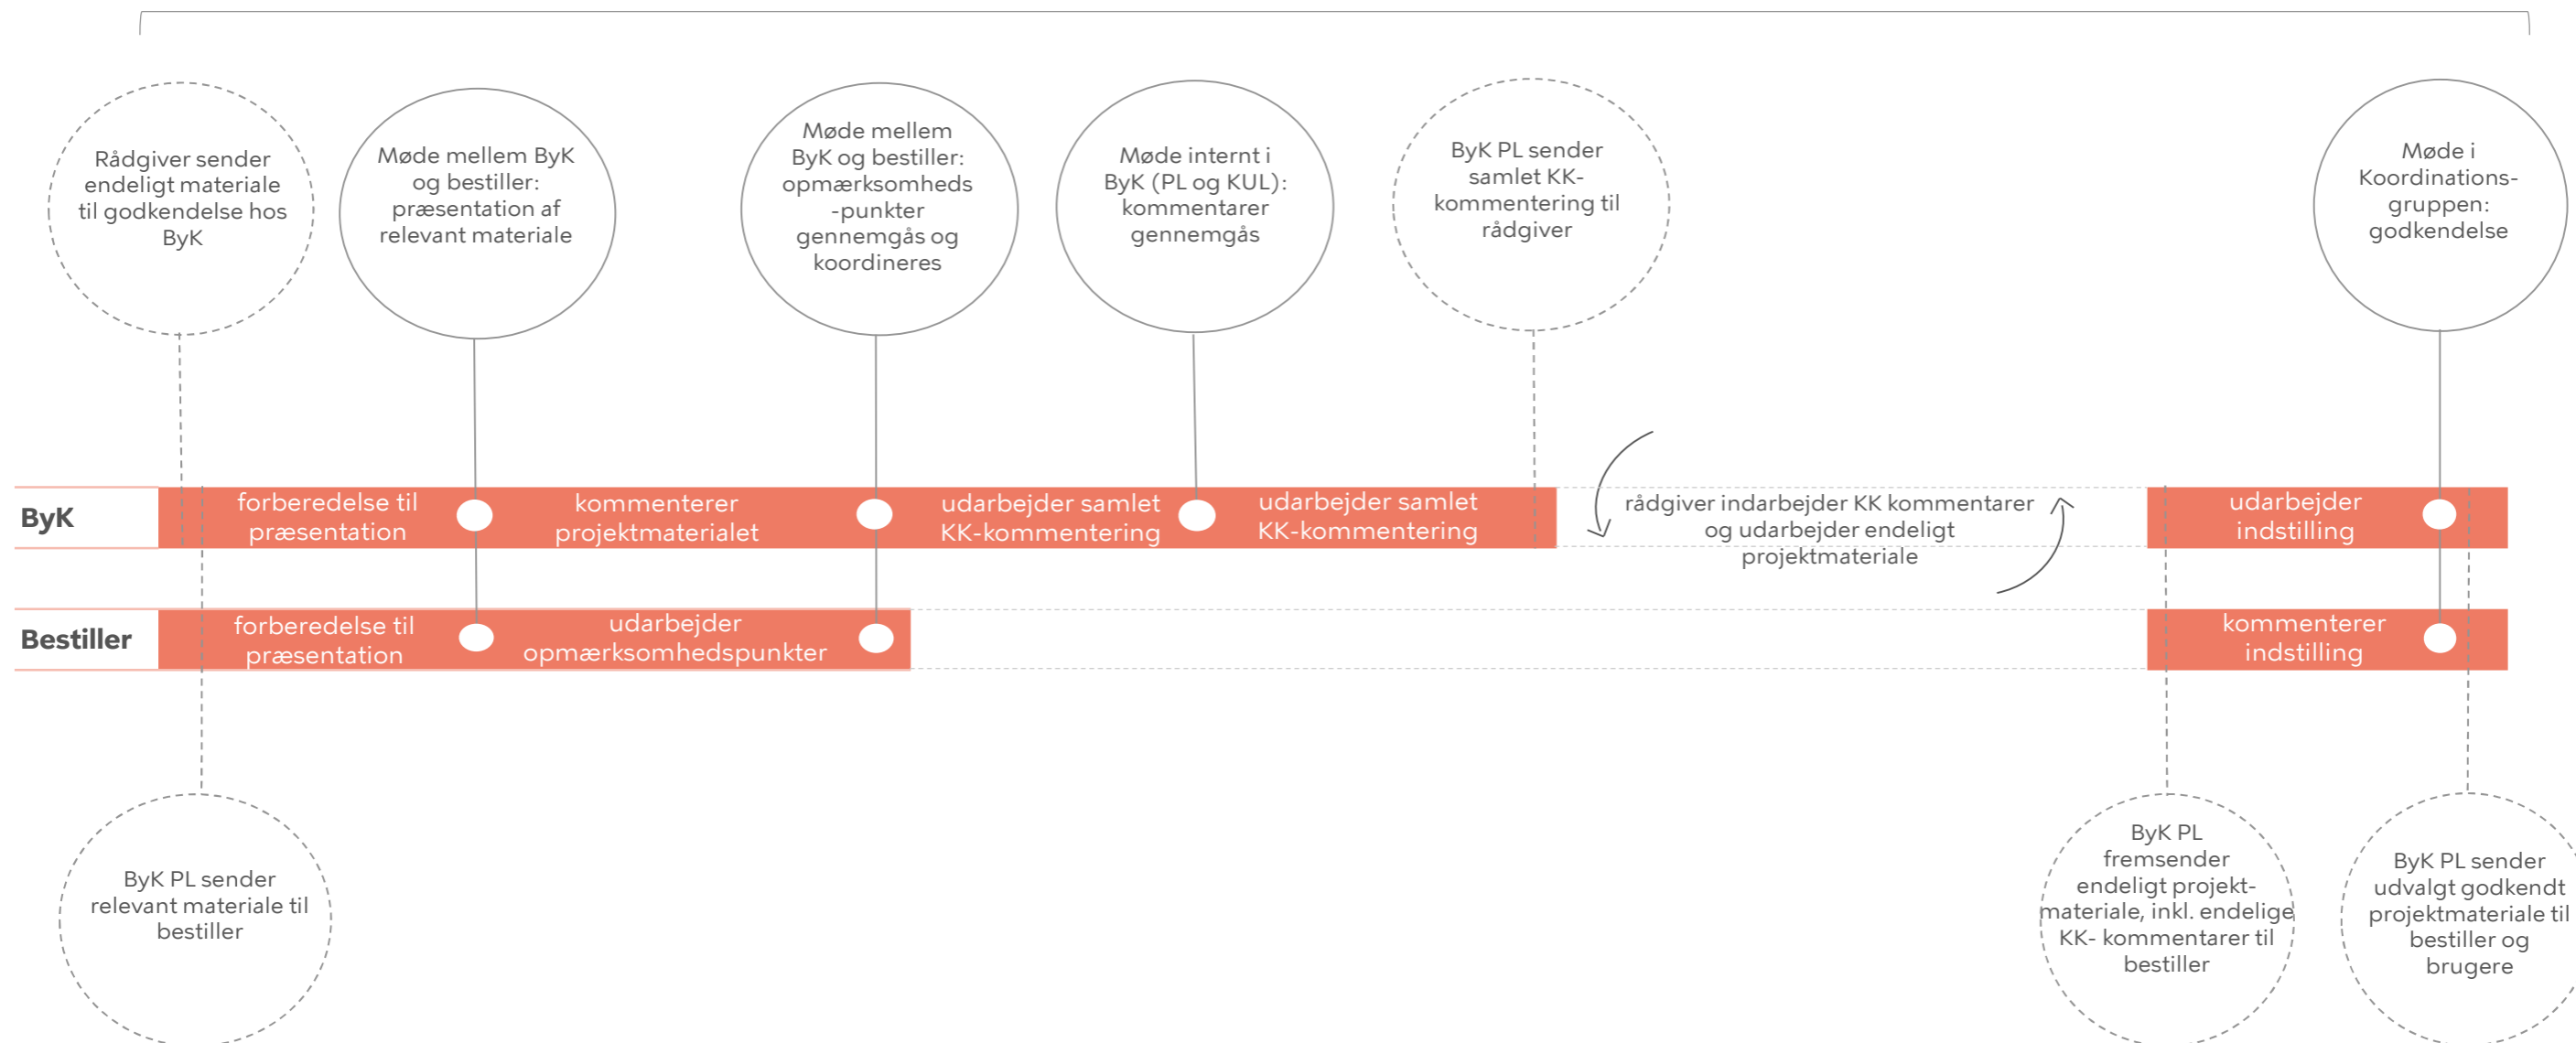 Rådgiver sender
endeligt materiale
til godkendelse hos
ByK
Møde mellem ByK
og bestiller:
præsentation af
relevant materiale
Møde mellem
ByK og bestiller:
opmærksomheds
-punkter
gennemgås og
koordineres
Møde internt i
ByK (PL og KUL):
kommentarer
gennemgås
ByK PL sender
samlet KK-
kommentering til
rådgiver
Møde i
Koordinations-
gruppen:
godkendelse
ByK
forberedelse til
præsentation
kommenterer
projektmaterialet
udarbejder samlet
KK-kommentering
udarbejder samlet
KK-kommentering
rådgiver indarbejder KK kommentarer
og udarbejder endeligt
projektmateriale
udarbejder
indstilling
Bestiller
forberedelse til
præsentation
udarbejder
opmærksomhedspunkter
kommenterer
indstilling
ByK PL sender
relevant materiale til
bestiller
ByK PL
fremsender
endeligt projekt-
materiale, inkl. endelige
KK- kommentarer til
bestiller
ByK PL sender
udvalgt godkendt
projektmateriale til
bestiller og
brugere